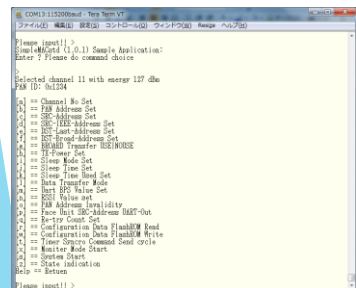 COM13:115200baud - Tera Term VT
ファイル(F) 編集(E) 設定(S) コントロール(O) ウィンドウ(W) Resize ヘルプ(H)
Please input!! >
SimpleMACstd (1.0.1) Sample Application:
Enter ? Please do command choice
>
Selected channel 11 with energy 127 dBm
PAN ID: 0x1234
[a] == Channel No Set
[b] == PAN Address Set
[c] == SRC-Address Set
[d] == SRC-IEEE-Address Set
[e] == DST-Last-Address Set
[f] == DST-Broad-Address Set
[g] == BROARD Transfer USE|NOUSE
[h] == TX-Power Set
[i] == Sleep Mode Set
[j] == Sleep Time Set
[k] == Sleep Time Used Set
[l] == Data Transfer Mode
[m] == Uart BPS Value Set
[n] == RSSI Value set
[o] == PAN Address Invalidity
[p] == Face Unit SRC-Address UART-Out
[q] == Re-try Count Set
[r] == Configuration Data FlashROM Read
[w] == Configuration Data FlashROM Write
[t] == Timer Syncro Command Send cycle
[x] == Moniter Mode Start
[s] == System Start
[z] == State indication
Help == Retuen
Please input!! >